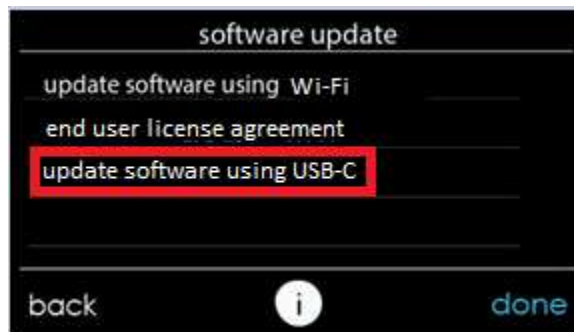 software update
update software using Wi-Fi
end user license agreement
update software using USB-C
back i done